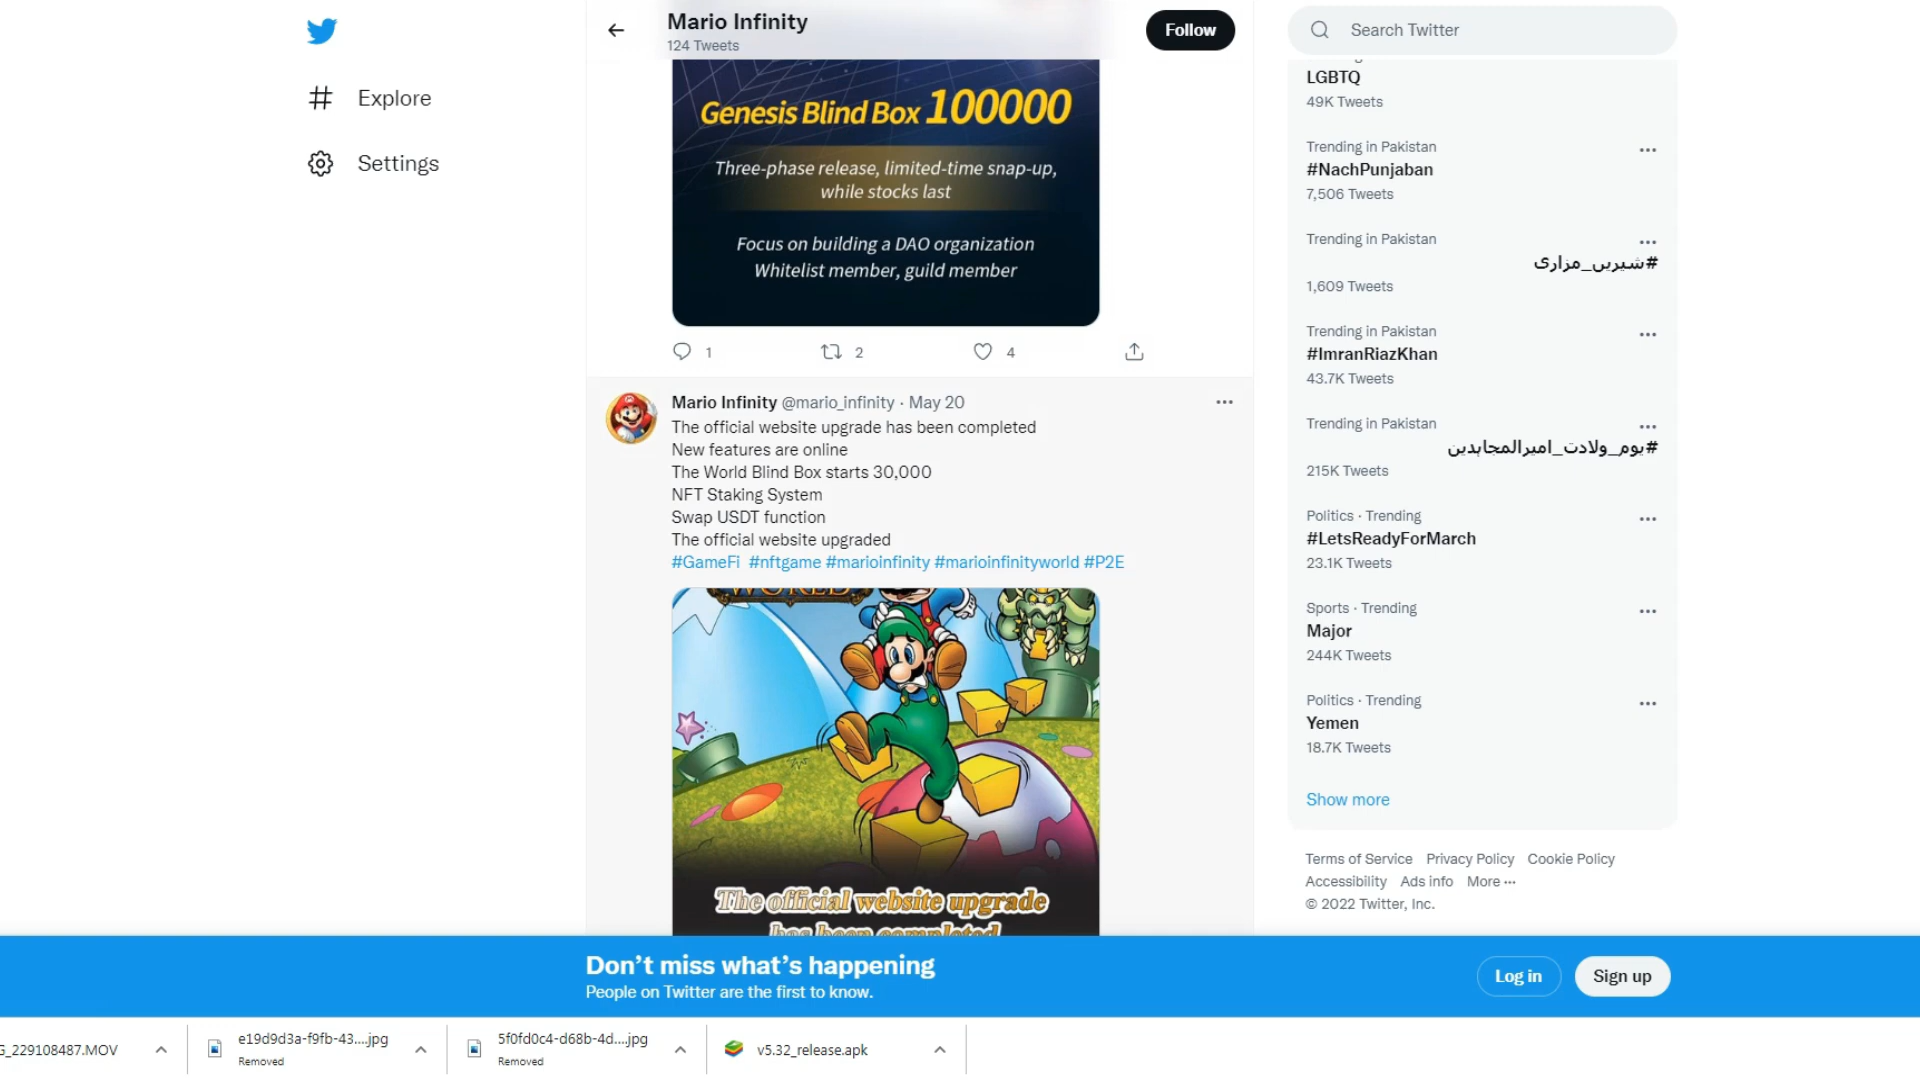 Explore
Settings
Mario Infinity
124 Tweets
Follow
Genesis Blind Box 100000
Three-phase release, limited-time snap-up,
while stocks last
Focus on building a DAO organization
Whitelist member, guild member
1
2
4
Mario Infinity @mario_infinity · May 20
The official website upgrade has been completed
New features are online
The World Blind Box starts 30,000
NFT Staking System
Swap USDT function
The official website upgraded
#GameFi #nftgame #marioinfinity #marioinfinityworld #P2E
WORLD
The official website upgrade
has been completed
Search Twitter
LGBTQ
49K Tweets
Trending in Pakistan
#NachPunjaban
7,506 Tweets
Trending in Pakistan
#شیریں_مزاری
1,609 Tweets
Trending in Pakistan
#ImranRiazKhan
43.7K Tweets
Trending in Pakistan
#یوم_ولادت_امیرالمجاہدین
215K Tweets
Politics · Trending
#LetsReadyForMarch
23.1K Tweets
Sports · Trending
Major
244K Tweets
Politics · Trending
Yemen
18.7K Tweets
Show more
Terms of Service Privacy Policy Cookie Policy
Accessibility Ads info More ···
© 2022 Twitter, Inc.
Don’t miss what’s happening
People on Twitter are the first to know.
Log in
Sign up
G_229108487.MOV
e19d9d3a-f9fb-43....jpg
Removed
5f0fd0c4-d68b-4d....jpg
Removed
v5.32_release.apk